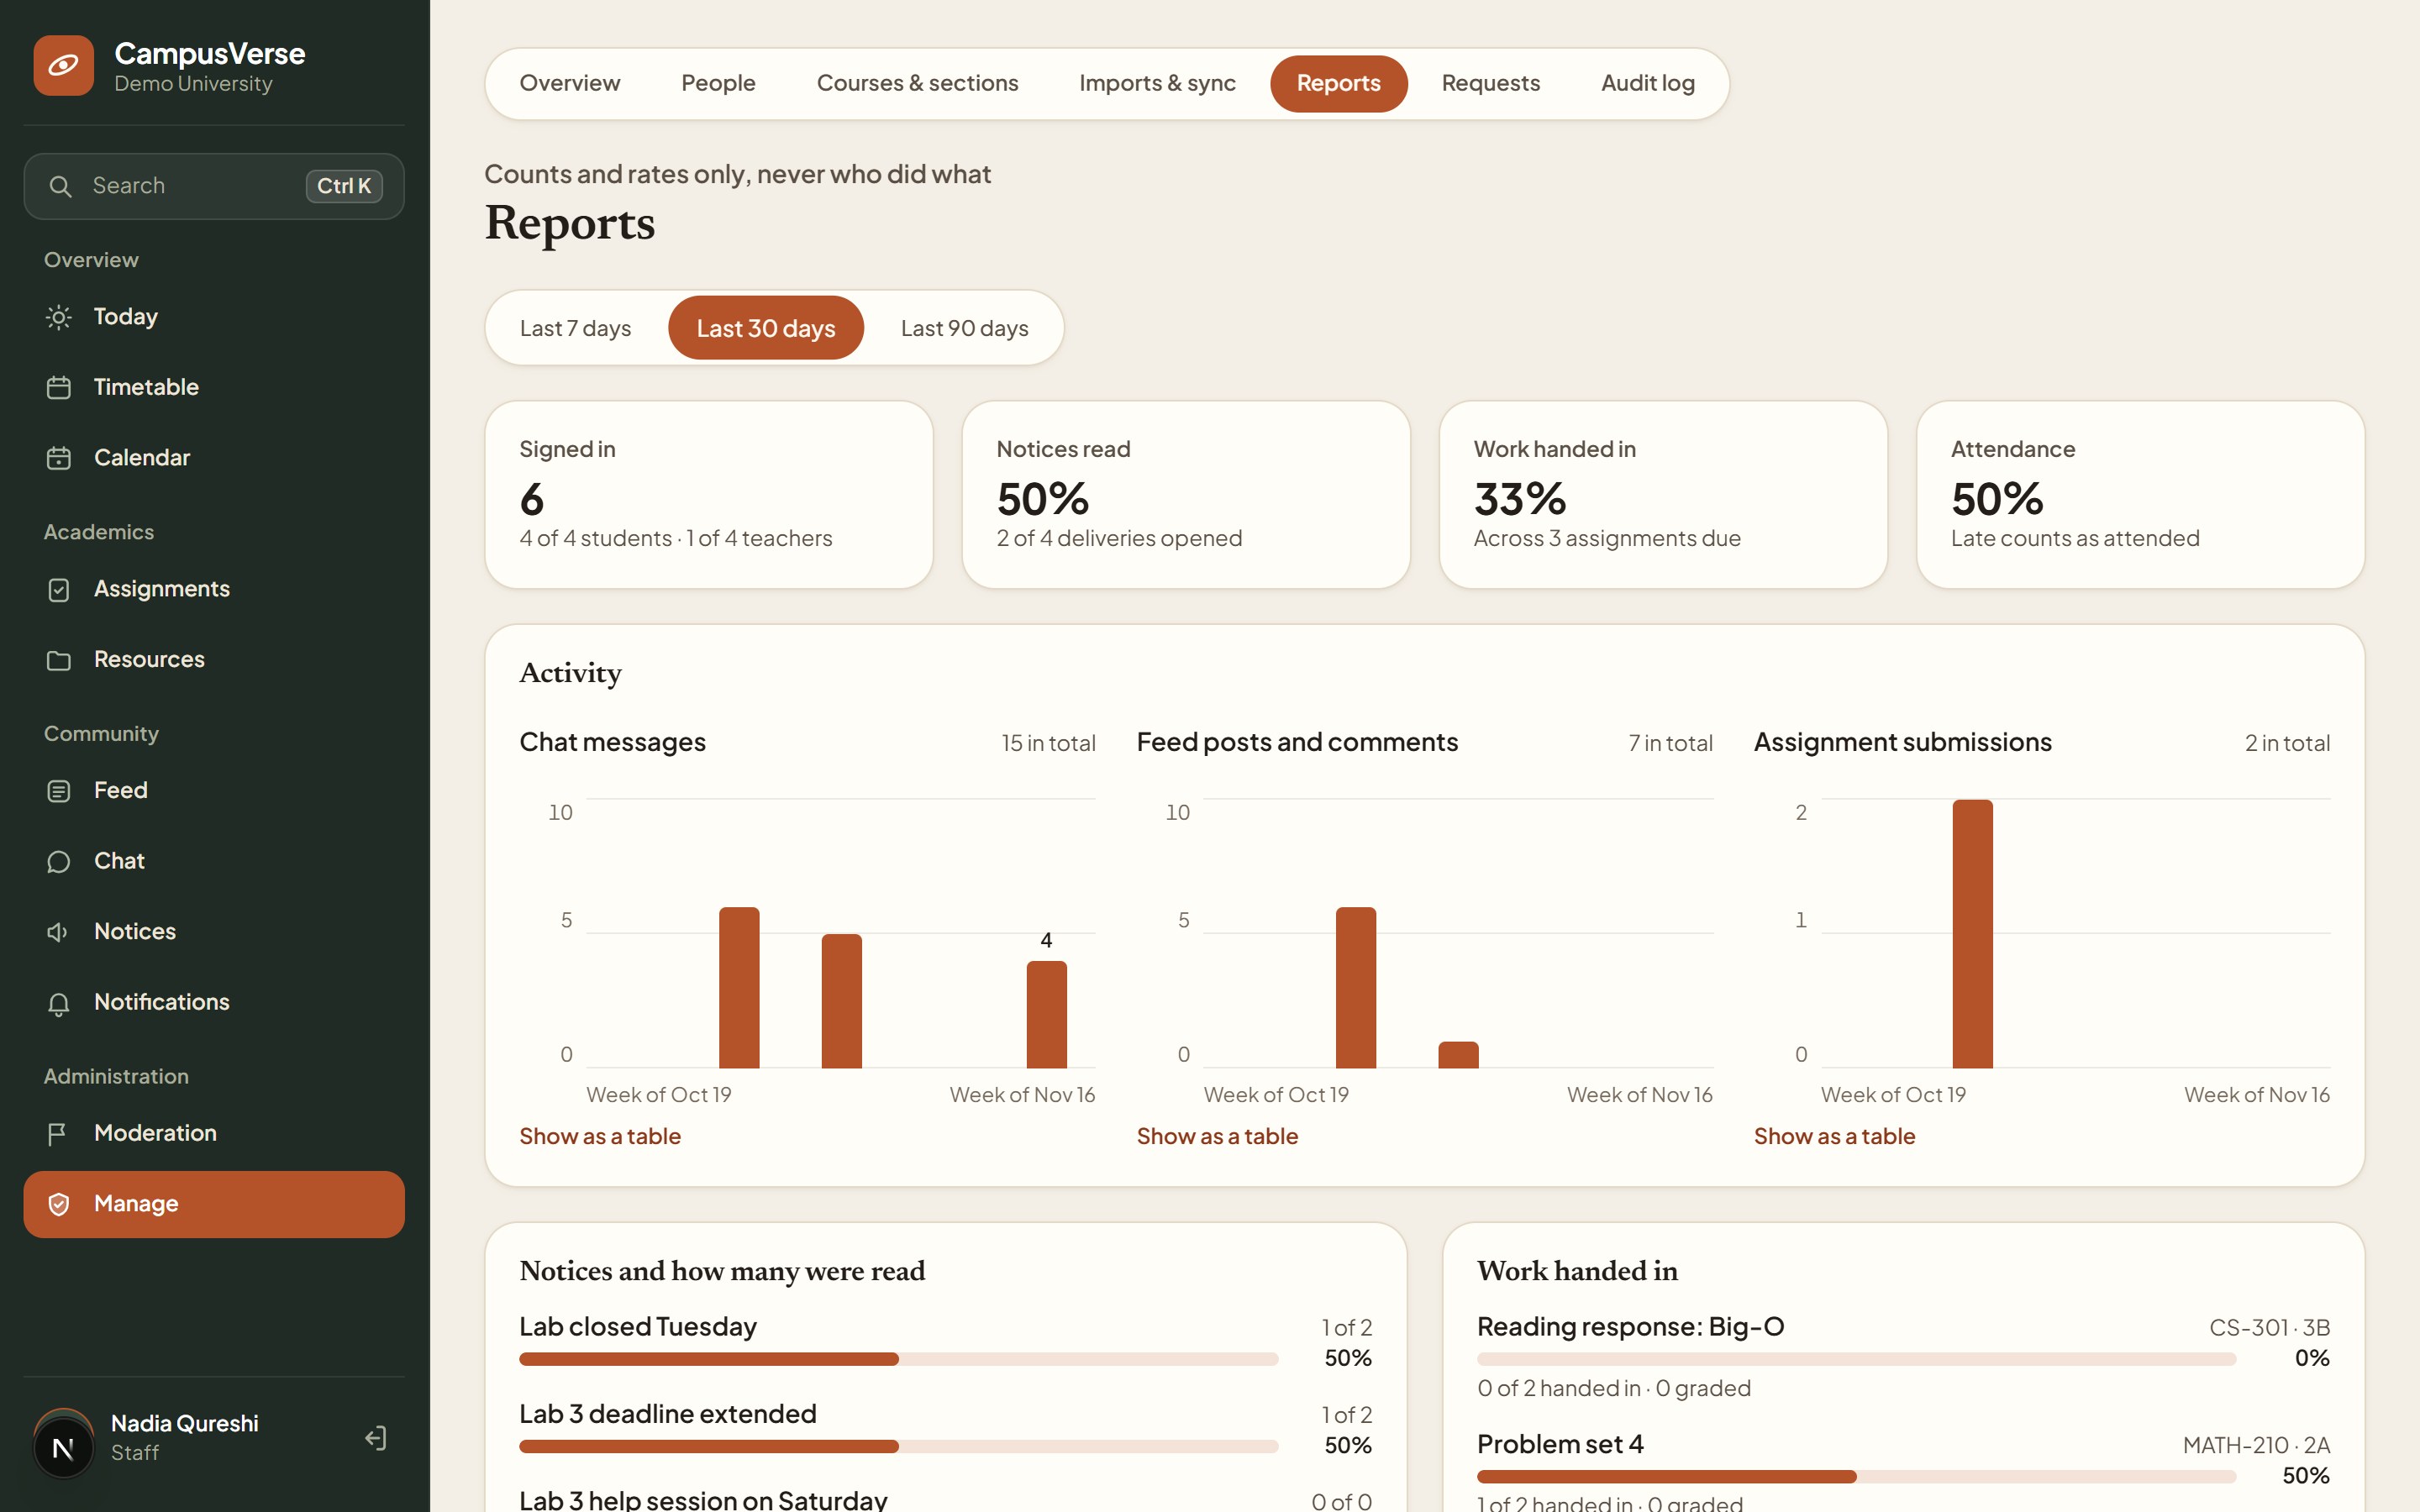 CampusVerse
Demo University
Search
Ctrl K
Overview
Today
Timetable
Calendar
Academics
Assignments
Resources
Community
Feed
Chat
Notices
Notifications
Administration
Moderation
Manage
N
Nadia Qureshi
Staff
Overview People Courses & sections Imports & sync Reports Requests Audit log
Counts and rates only, never who did what
Reports
Last 7 days Last 30 days Last 90 days
Signed in
6
4 of 4 students · 1 of 4 teachers
Notices read
50%
2 of 4 deliveries opened
Work handed in
33%
Across 3 assignments due
Attendance
50%
Late counts as attended
Activity
Chat messages 15 in total
10
5
4
0
Week of Oct 19 Week of Nov 16
Show as a table
Feed posts and comments 7 in total
10
5
0
Week of Oct 19 Week of Nov 16
Show as a table
Assignment submissions 2 in total
2
1
0
Week of Oct 19 Week of Nov 16
Show as a table
Notices and how many were read
Lab closed Tuesday 1 of 2
50%
Lab 3 deadline extended 1 of 2
50%
Lab 3 help session on Saturday 0 of 0
Work handed in
Reading response: Big-O CS-301 · 3B
0%
0 of 2 handed in · 0 graded
Problem set 4 MATH-210 · 2A
50%
1 of 2 handed in · 0 graded